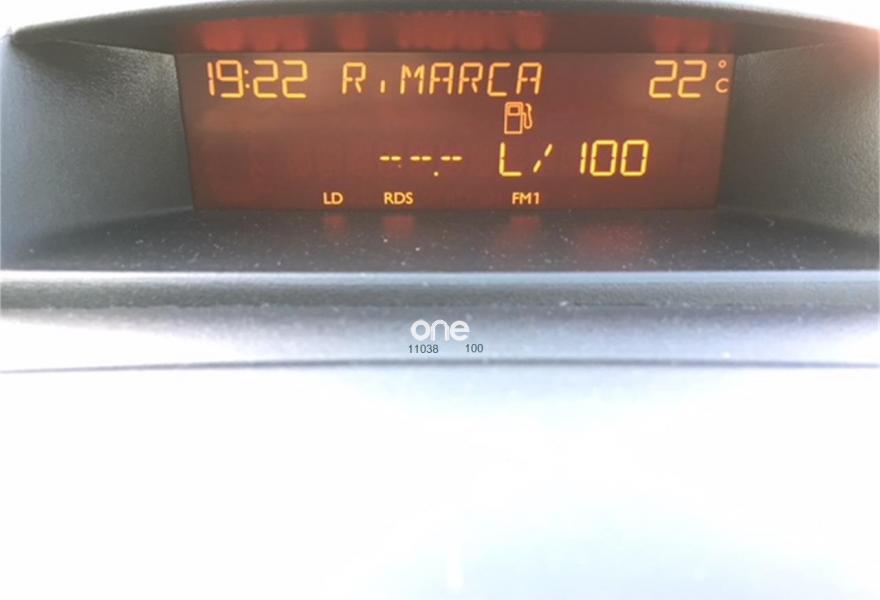 19:22 R.MARCA 22°C
--.--.-- L/100
LD RDS FM1
one
11038 100